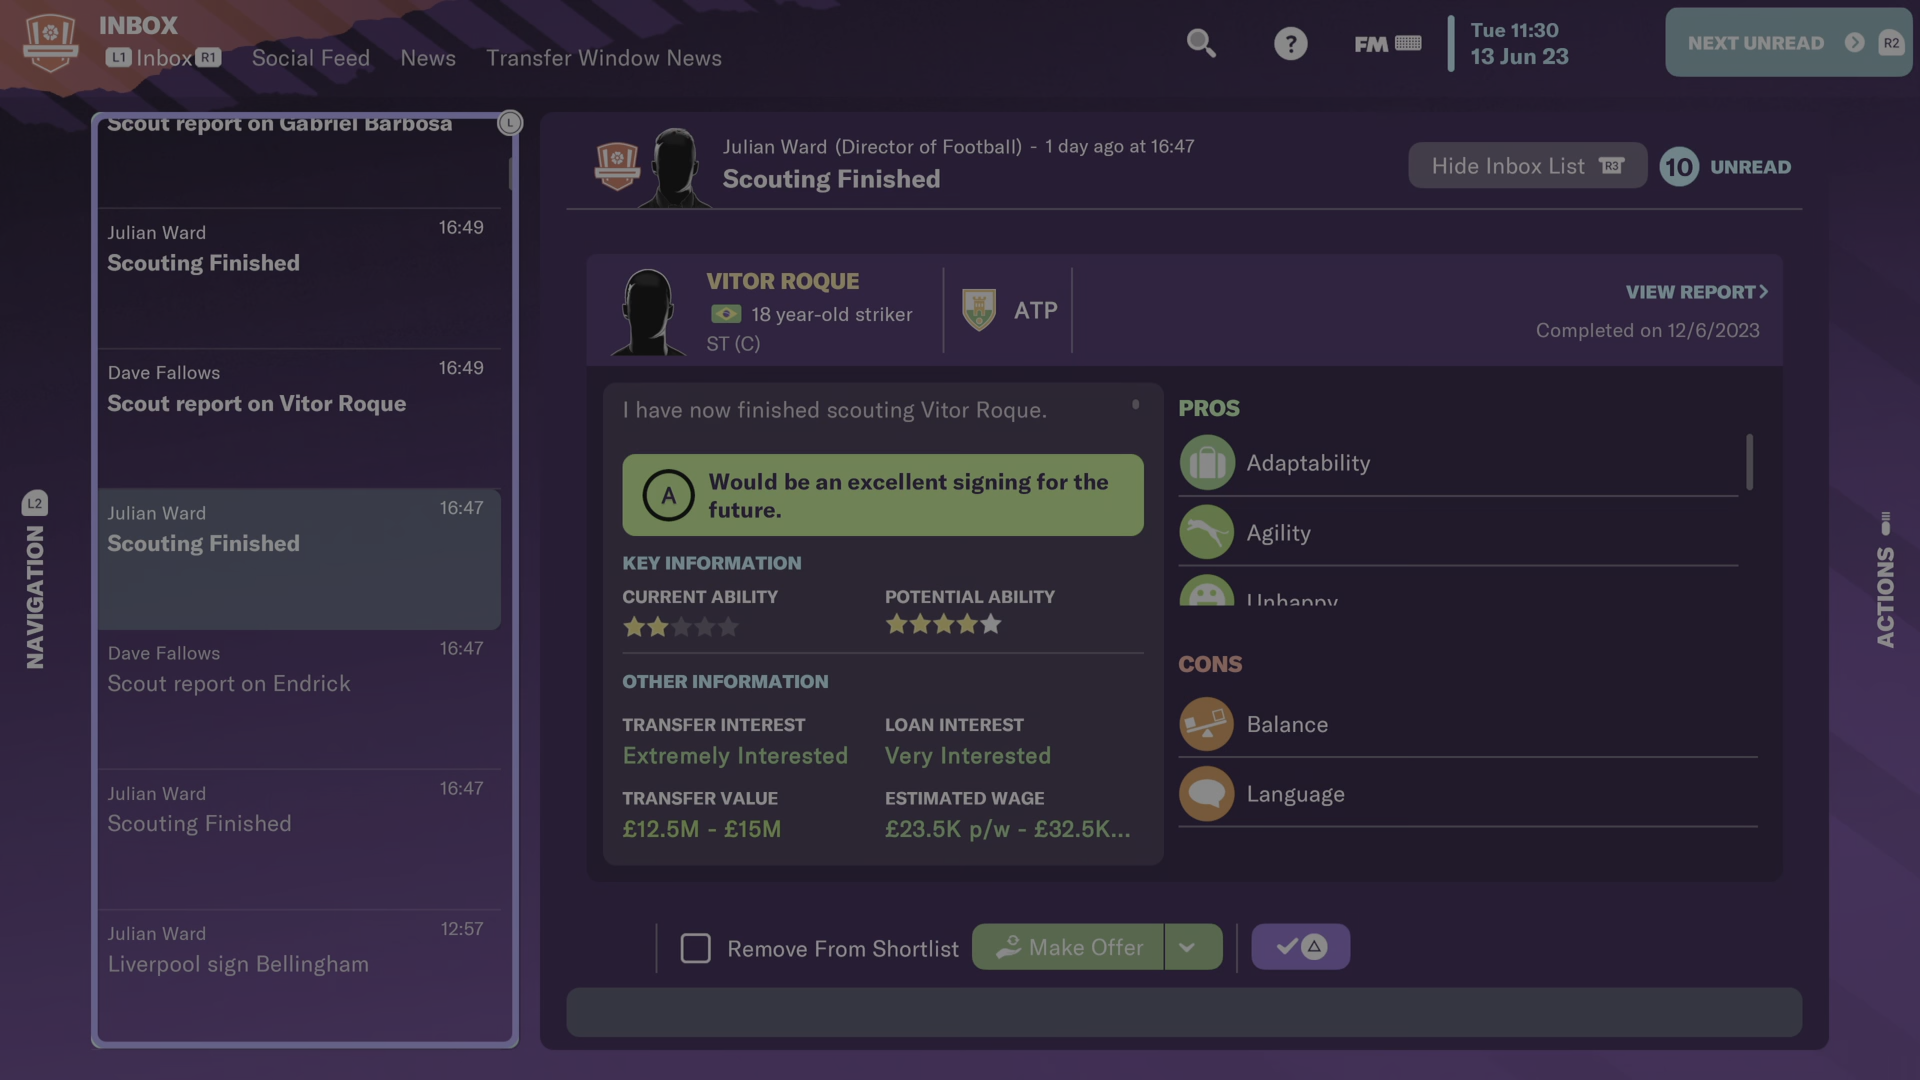 INBOX
L1 Inbox R1 Social Feed News Transfer Window News
?
FM
Tue 11:30
13 Jun 23
NEXT UNREAD R2
Scout report on Gabriel Barbosa
L
Julian Ward 16:49
Scouting Finished
Dave Fallows 16:49
Scout report on Vitor Roque
Julian Ward 16:47
Scouting Finished
Dave Fallows 16:47
Scout report on Endrick
Julian Ward 16:47
Scouting Finished
Julian Ward 12:57
Liverpool sign Bellingham
L2
NAVIGATIN
Julian Ward (Director of Football) - 1 day ago at 16:47
Scouting Finished
Hide Inbox List R3
10 UNREAD
VITOR ROQUE
18 year-old striker
ST (C)
ATP
VIEW REPORT
Completed on 12/6/2023
I have now finished scouting Vitor Roque.
A
Would be an excellent signing for the
future.
KEY INFORMATION
CURRENT ABILITY POTENTIAL ABILITY
OTHER INFORMATION
TRANSFER INTEREST LOAN INTEREST
Extremely Interested Very Interested
TRANSFER VALUE ESTIMATED WAGE
£12.5M - £15M £23.5K p/w - £32.5K...
PROS
Adaptability
Agility
Unhappy
CONS
Balance
Language
Remove From Shortlist
Make Offer
ACTIONS